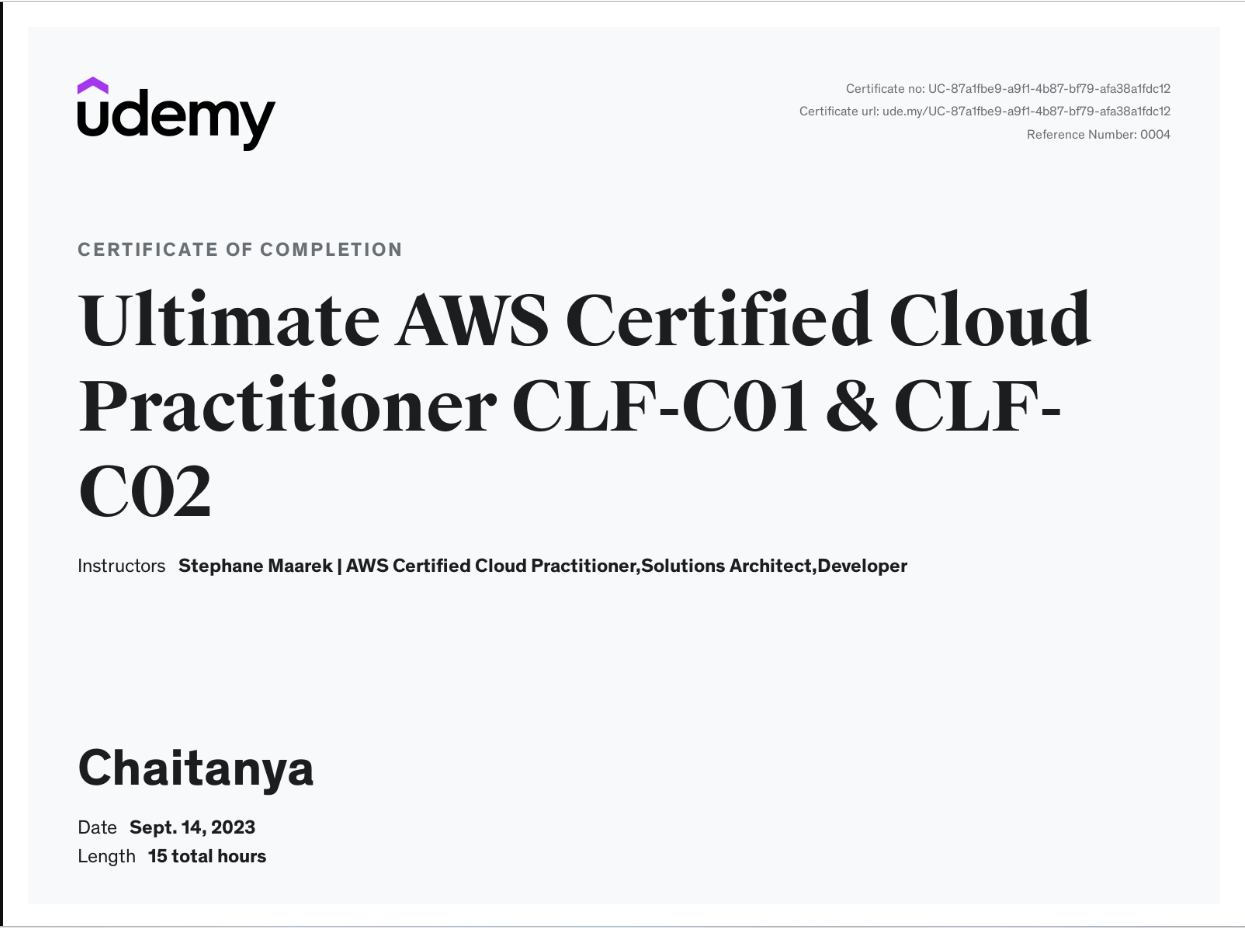 udemy
Certificate no: UC-87a1fbe9-a9f1-4b87-bf79-afa38a1fdc12
Certificate url: ude.my/UC-87a1fbe9-a9f1-4b87-bf79-afa38a1fdc12
Reference Number: 0004
CERTIFICATE OF COMPLETION
Ultimate AWS Certified Cloud
Practitioner CLF-C01 & CLF-
C02
Instructors Stephane Maarek | AWS Certified Cloud Practitioner,Solutions Architect,Developer
Chaitanya
Date Sept. 14, 2023
Length 15 total hours